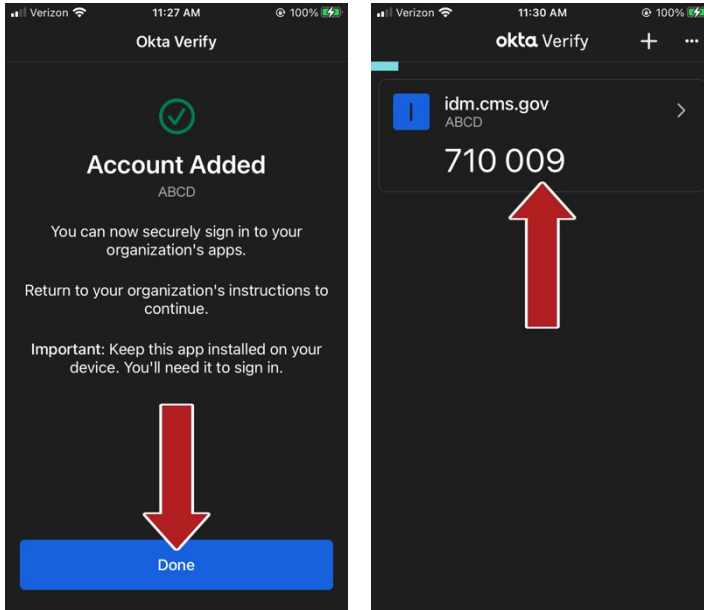 Verizon 11:27 AM 100%
Okta Verify
Account Added
ABCD
You can now securely sign in to your
organization's apps.
Return to your organization's instructions to
continue.
Important: Keep this app installed on your
device. You'll need it to sign in.
Done
Verizon 11:30 AM 100%
okta Verify
I
idm.cms.gov
ABCD
710 009